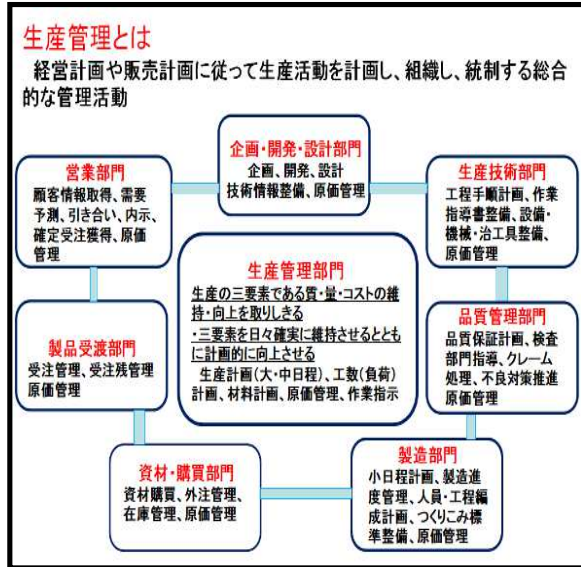 生産管理とは
経営計画や販売計画に従って生産活動を計画し、組織し、統制する総合
的な管理活動
企画・開発・設計部門
企画、開発、設計
技術情報整備、原価管理
営業部門
顧客情報取得、需要
予測、引き合い、内示、
確定受注獲得、原価
管理
生産技術部門
工程手順計画、作業
指導書整備、設備・
機械・治工具整備、
原価管理
生産管理部門
生産の三要素である質・量・コストの維
持・向上を取りしきる
・三要素を日々確実に維持させるととも
に計画的に向上させる
生産計画(大・中日程)、工数(負荷)
計画、材料計画、原価管理、作業指示
製品受渡部門
受注管理、受注残管理
原価管理
品質管理部門
品質保証計画、検査
部門指導、クレーム
処理、不良対策推進
原価管理
資材・購買部門
資材購買、外注管理、
在庫管理、原価管理
製造部門
小日程計画、製造進
度管理、人員・工程編
成計画、つくりこみ標
準整備、原価管理